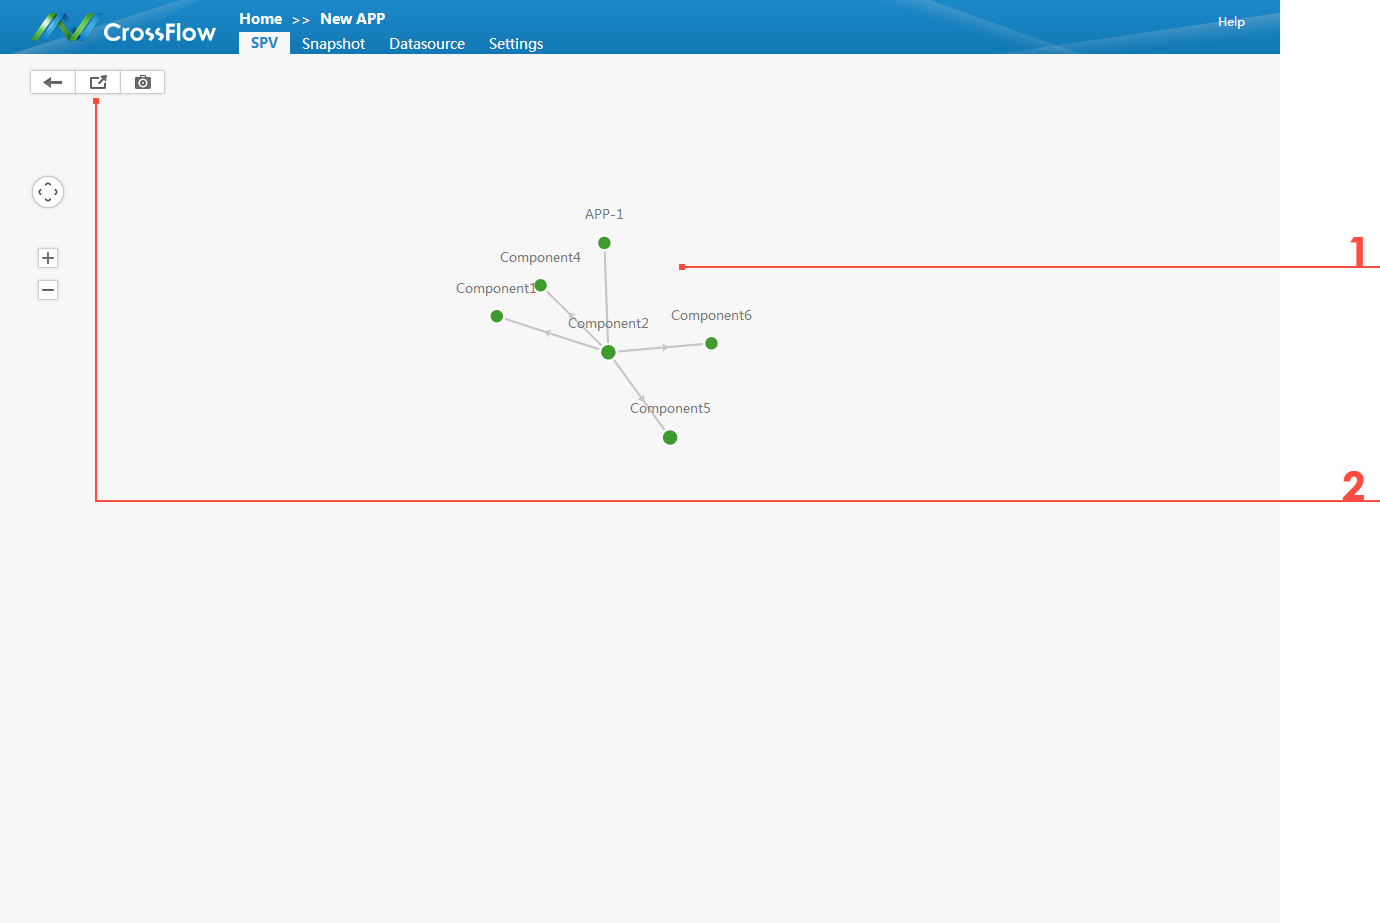 CrossFlow
Home >> New APP
Help
SPV Snapshot Datasource Settings
APP-1
1
Component4
Component1
Component6
Component2
Component5
2